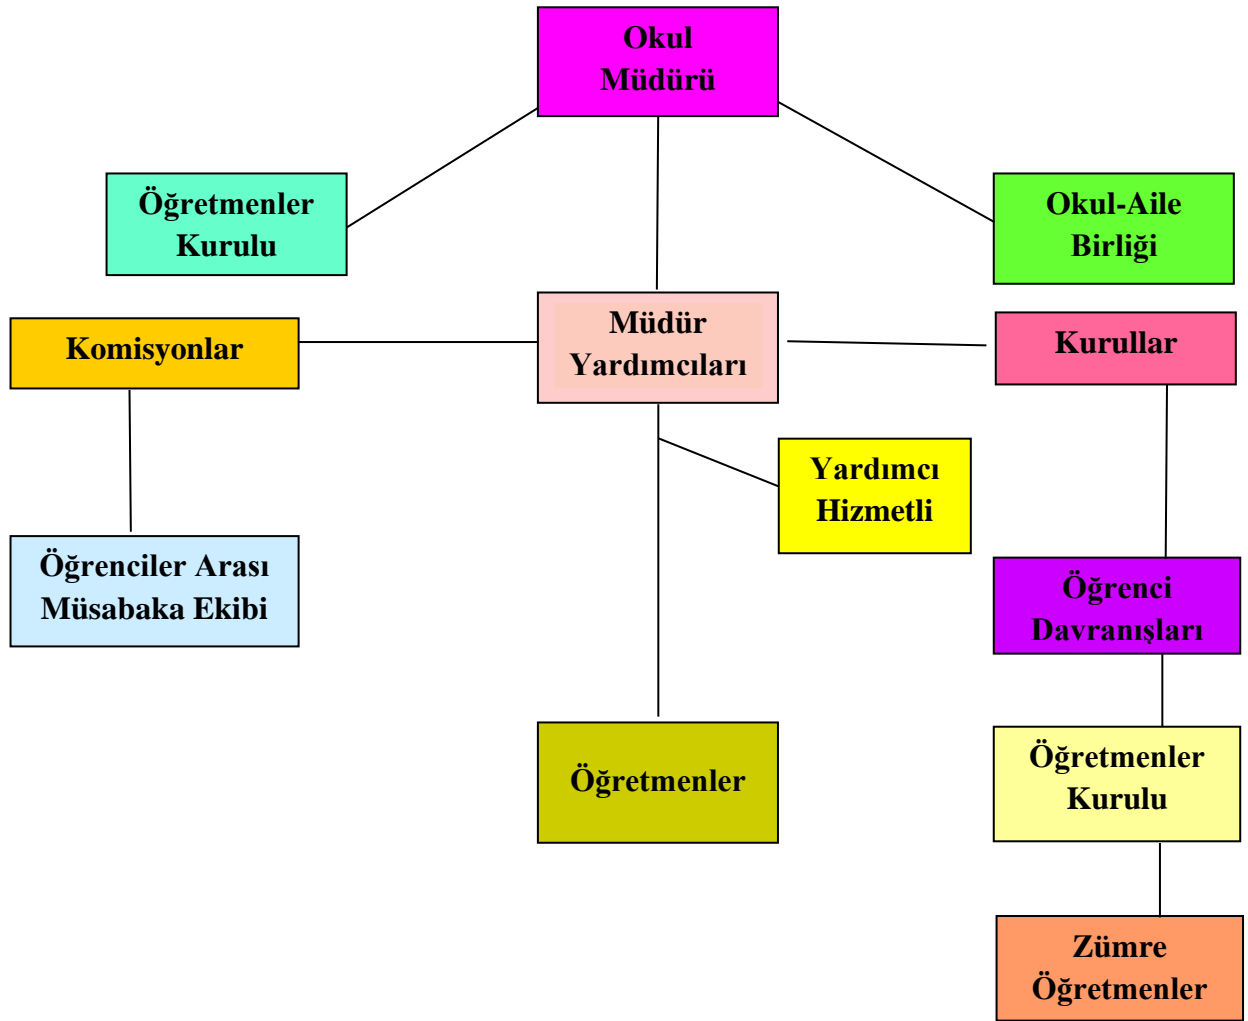 Okul
Müdürü
Öğretmenler
Kurulu
Okul-Aile
Birliği
Komisyonlar
Müdür
Yardımcıları
Kurullar
Yardımcı
Hizmetli
Öğrenciler Arası
Müsabaka Ekibi
Öğrenci
Davranışları
Öğretmenler
Öğretmenler
Kurulu
Zümre
Öğretmenler